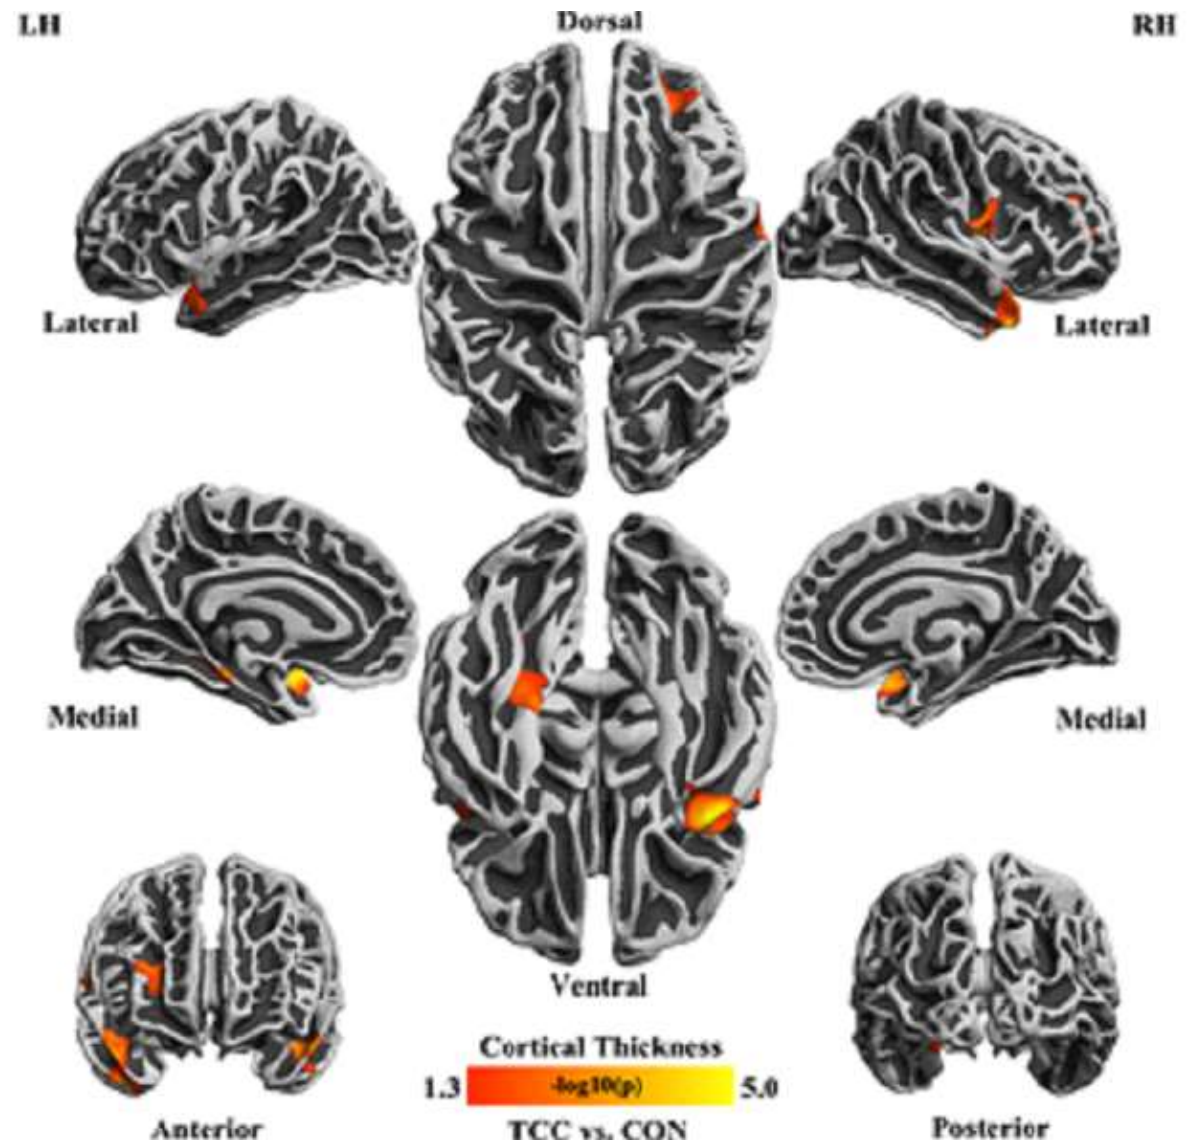 LH Dorsal RH
Lateral Lateral
Medial Medial
Ventral
Cortical Thickness
1.3 -log10(p) 5.0
Anterior TCC vs. CON Posterior